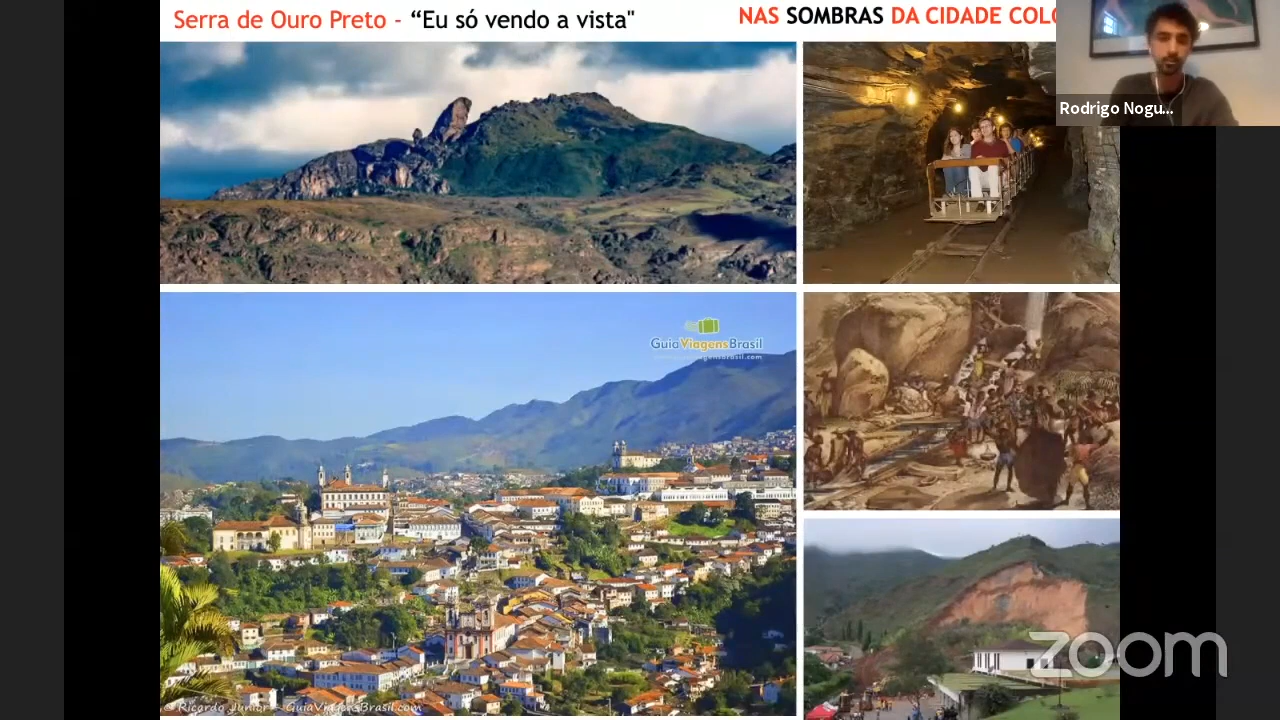 Serra de Ouro Preto - “Eu só vendo a vista"
NAS SOMBRAS DA CIDADE COLO
Rodrigo Nogu...
GuiaViagensBrasil
© Ricardo Junior - GuiaViagensBrasil.com
zoom